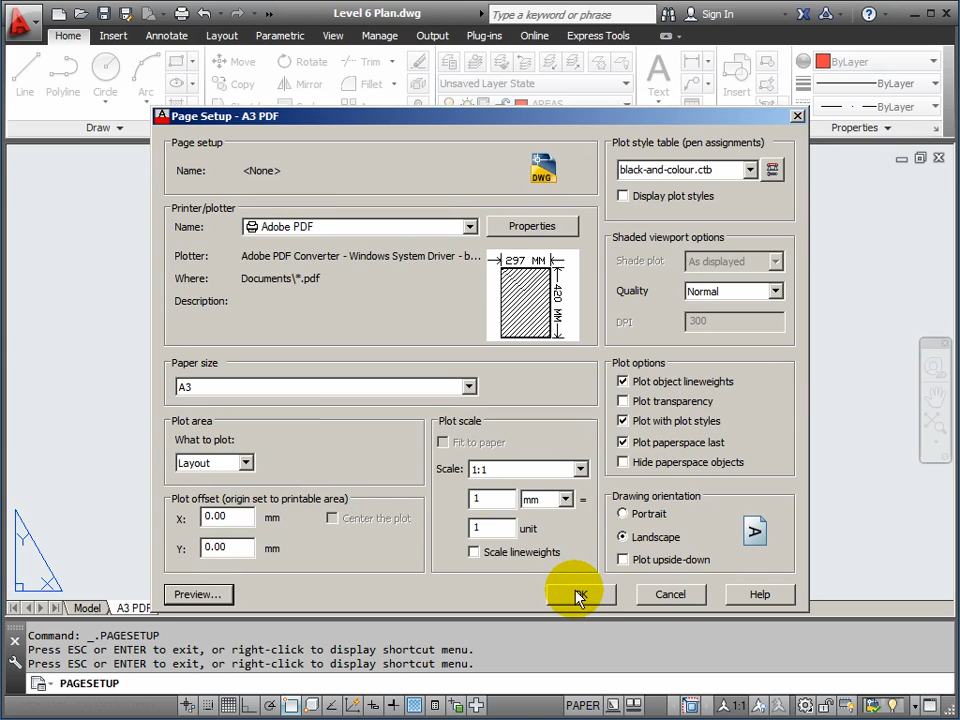 Level 6 Plan.dwg
Type a keyword or phrase
Sign In
Home Insert Annotate Layout Parametric View Manage Output Plug-ins Online Express Tools
Line Polyline Circle Arc
Move Rotate Trim
Copy Mirror Fillet
Unsaved Layer State
AREAS
Text
Insert
ByLayer
ByLayer
ByLayer
Draw
Properties
Page Setup - A3 PDF
Page setup
Name: <None>
DWG
Printer/plotter
Name: Adobe PDF Properties
Plotter: Adobe PDF Converter - Windows System Driver - b...
Where: Documents\*.pdf
Description:
297 MM
420 MM
Paper size
A3
Plot area
What to plot:
Layout
Plot offset (origin set to printable area)
X: 0.00 mm Center the plot
Y: 0.00 mm
Plot scale
Fit to paper
Scale: 1:1
1 mm =
1 unit
Scale lineweights
Plot style table (pen assignments)
black-and-colour.ctb
Display plot styles
Shaded viewport options
Shade plot As displayed
Quality Normal
DPI 300
Plot options
Plot object lineweights
Plot transparency
Plot with plot styles
Plot paperspace last
Hide paperspace objects
Drawing orientation
Portrait
Landscape
A
Plot upside-down
Preview... OK Cancel Help
Y
X
Model A3 PDF
Command: _.PAGESETUP
Press ESC or ENTER to exit, or right-click to display shortcut menu.
Press ESC or ENTER to exit, or right-click to display shortcut menu.
PAGESETUP
PAPER 1:1